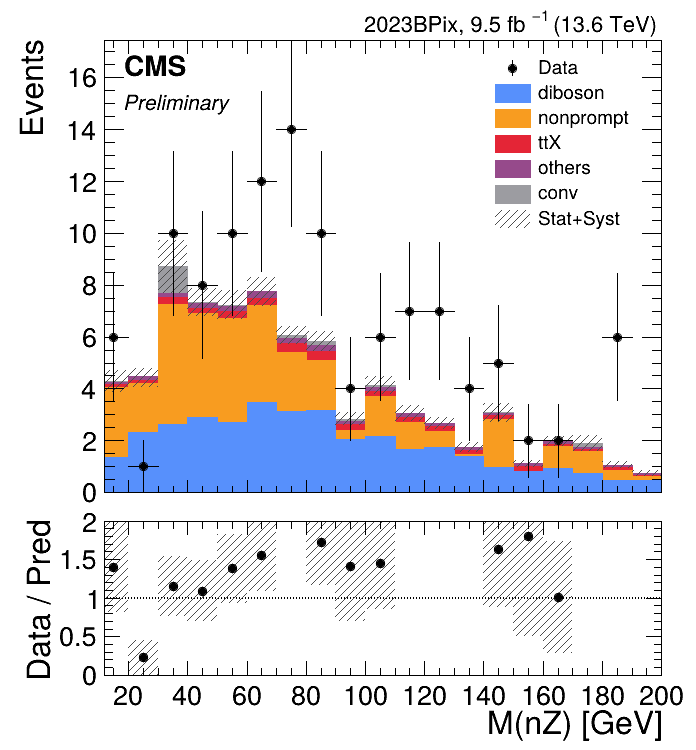 2023BPix, 9.5 fb⁻¹ (13.6 TeV)
Events
CMS
Preliminary
Data
diboson
nonprompt
ttX
others
conv
Stat+Syst
16
14
12
10
8
6
4
2
0
Data / Pred
2
1.5
1
0.5
0
20 40 60 80 100 120 140 160 180 200
M(nZ) [GeV]